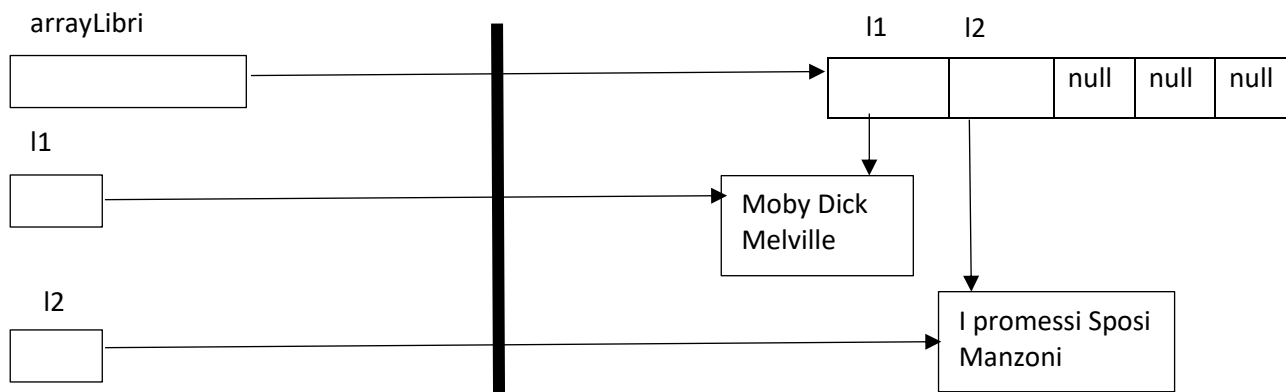 arrayLibri
l1 l2
null null null
l1
Moby Dick
Melville
l2
I promessi Sposi
Manzoni